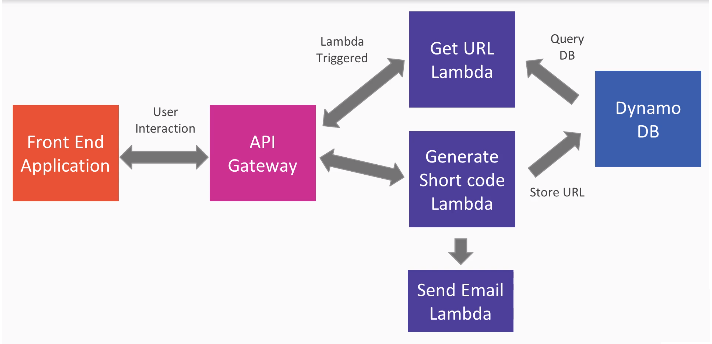 Lambda
Triggered
Get URL
Lambda
Query
DB
User
Interaction
Front End
Application
API
Gateway
Generate
Short code
Lambda
Dynamo
DB
Store URL
Send Email
Lambda